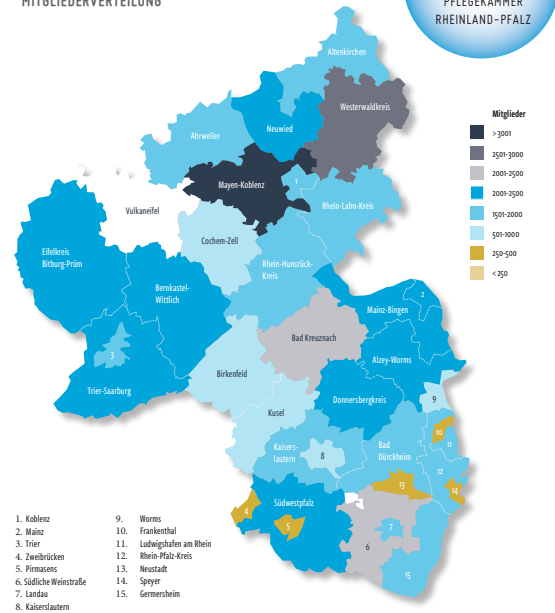 MITGLIEDERVERTEILUNG
PFLEGEKAMMER
RHEINLAND-PFALZ
Altenkirchen
Westerwaldkreis
Neuwied
Ahrweiler
Mayen-Koblenz
1
Rhein-Lahn-Kreis
Vulkaneifel
Cochem-Zell
Eifelkreis
Bitburg-Prüm
Rhein-Hunsrück-
Kreis
Bernkastel-
Wittlich
Mainz-Bingen
2
Bad Kreuznach
3
Alzey-Worms
Birkenfeld
Trier-Saarburg
Donnersbergkreis
9
Kusel
10
11
Kaisers-
lautern
8
Bad
Dürckheim
12
13
14
Südwestpfalz
4
5
7
6
15
Mitglieder
> 3001
2501-3000
2001-2500
2001-2500
1501-2000
501-1000
250-500
< 250
1. Koblenz
2. Mainz
3. Trier
4. Zweibrücken
5. Pirmasens
6. Südliche Weinstraße
7. Landau
8. Kaiserslautern
9. Worms
10. Frankenthal
11. Ludwigshafen am Rhein
12. Rhein-Pfalz-Kreis
13. Neustadt
14. Speyer
15. Germersheim